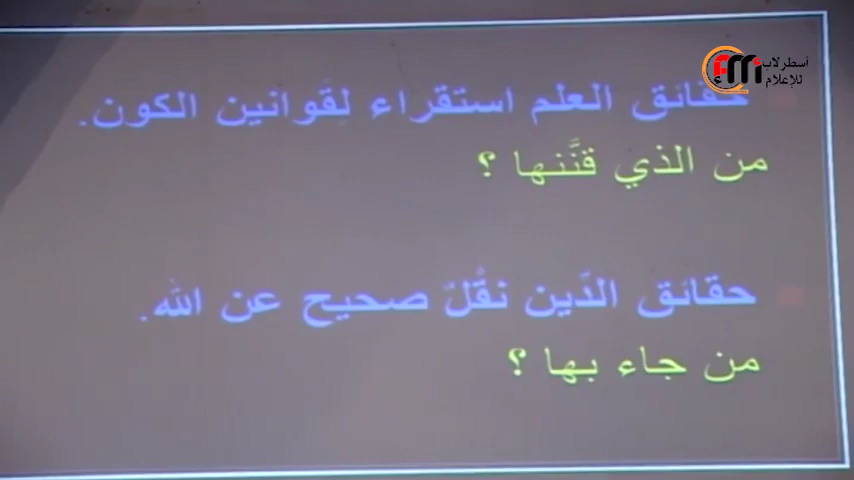 أسطرلاب
للإعلام
حقائق العلم استقراء لِقَوانين الكون.
من الذي قنَّنها ؟
حقائق الدّين نقْلٌ صحيح عن الله.
من جاء بها ؟